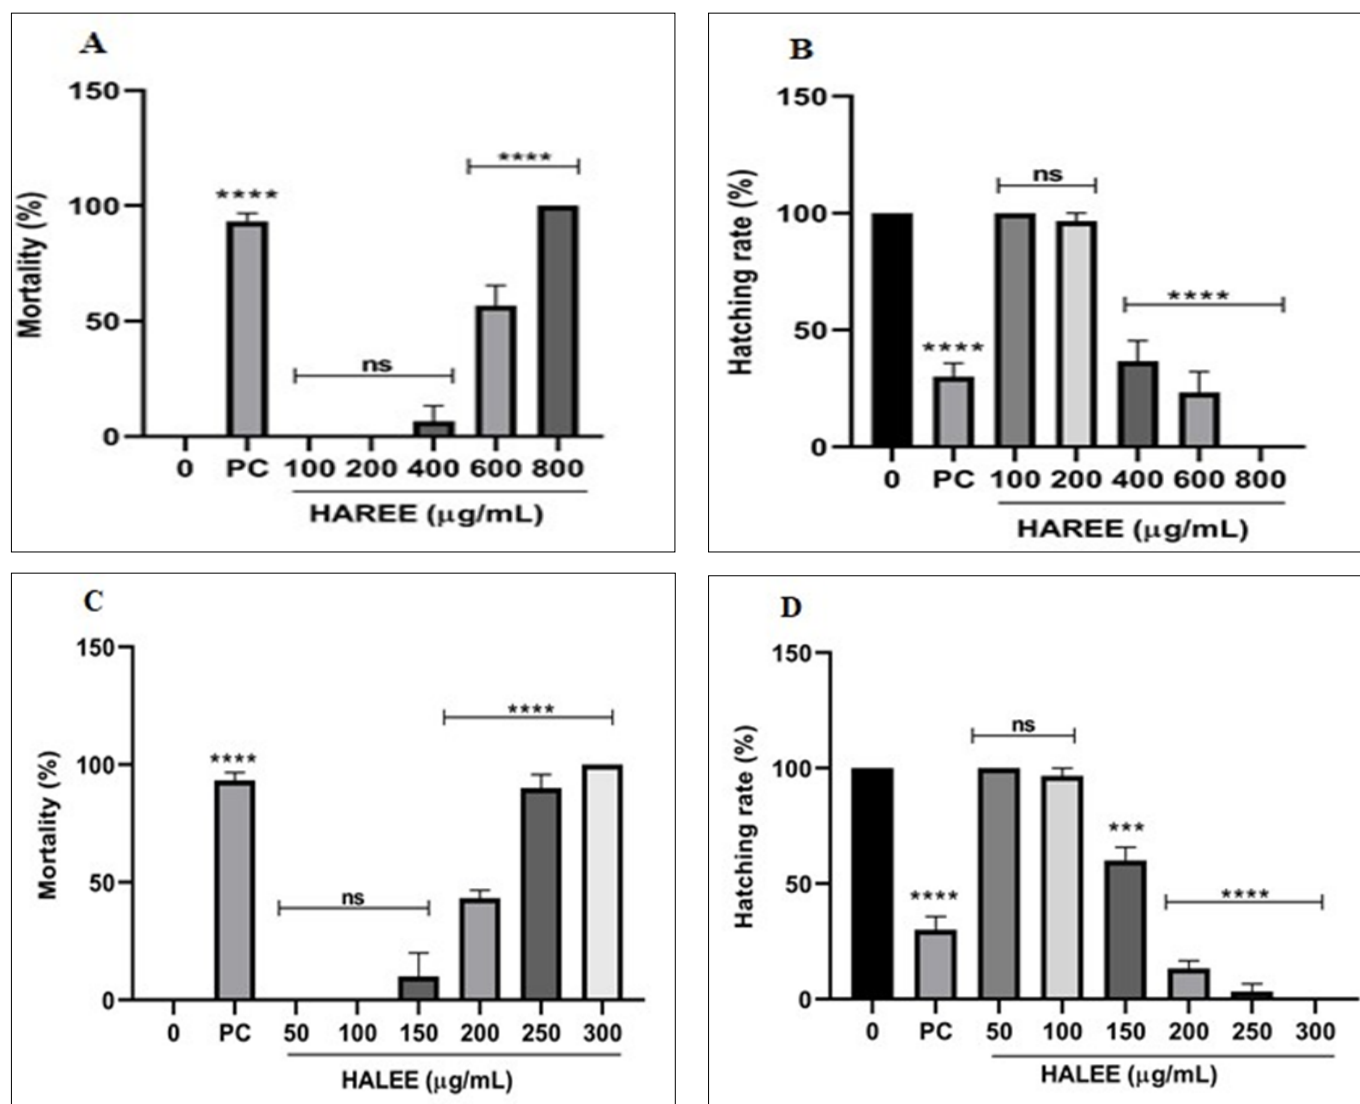 A
Mortality (%)
150
100
50
0
****
ns
****
0 PC 100 200 400 600 800
HAREE (µg/mL)
B
Hatching rate (%)
150
100
50
0
****
ns
****
0 PC 100 200 400 600 800
HAREE (µg/mL)
C
Mortality (%)
150
100
50
0
****
ns
****
0 PC 50 100 150 200 250 300
HALEE (µg/mL)
D
Hatching rate (%)
150
100
50
0
****
ns
***
****
0 PC 50 100 150 200 250 300
HALEE (µg/mL)